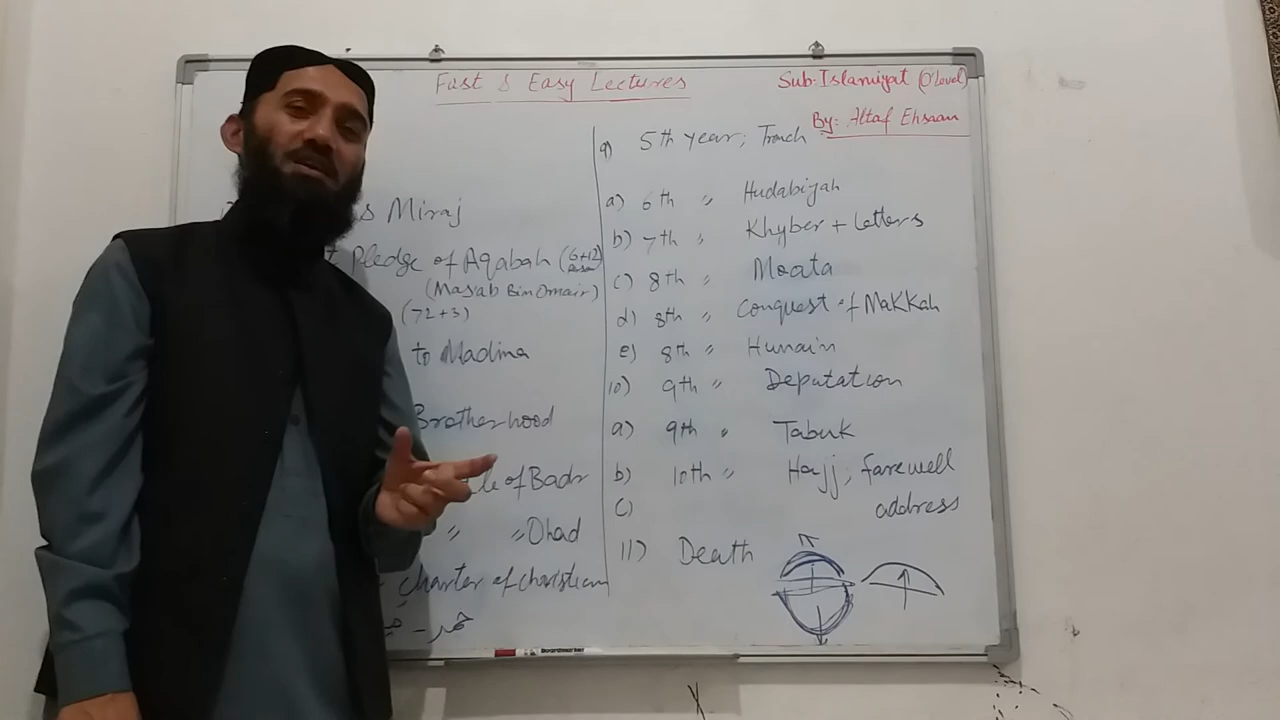 Fast & Easy Lectures
Sub: Islamiyat (O'Level)
By: Altaf Ehsaan
s Miraj
Pledge of Aqabah (6+12)
(Masab Bin Omair)
(72+3)
to Madina
Brotherhood
of Badr
" "Ohad
Charter of Christian
9) 5th year; Trench
a) 6th " Hudabiyah
b) 7th " Khyber + letters
c) 8th " Moata
d) 8th " Conquest of Makkah
e) 8th " Hunain
10) 9th " Deputation
a) 9th " Tabuk
b) 10th " Hajj, farewell
c) address
11) Death